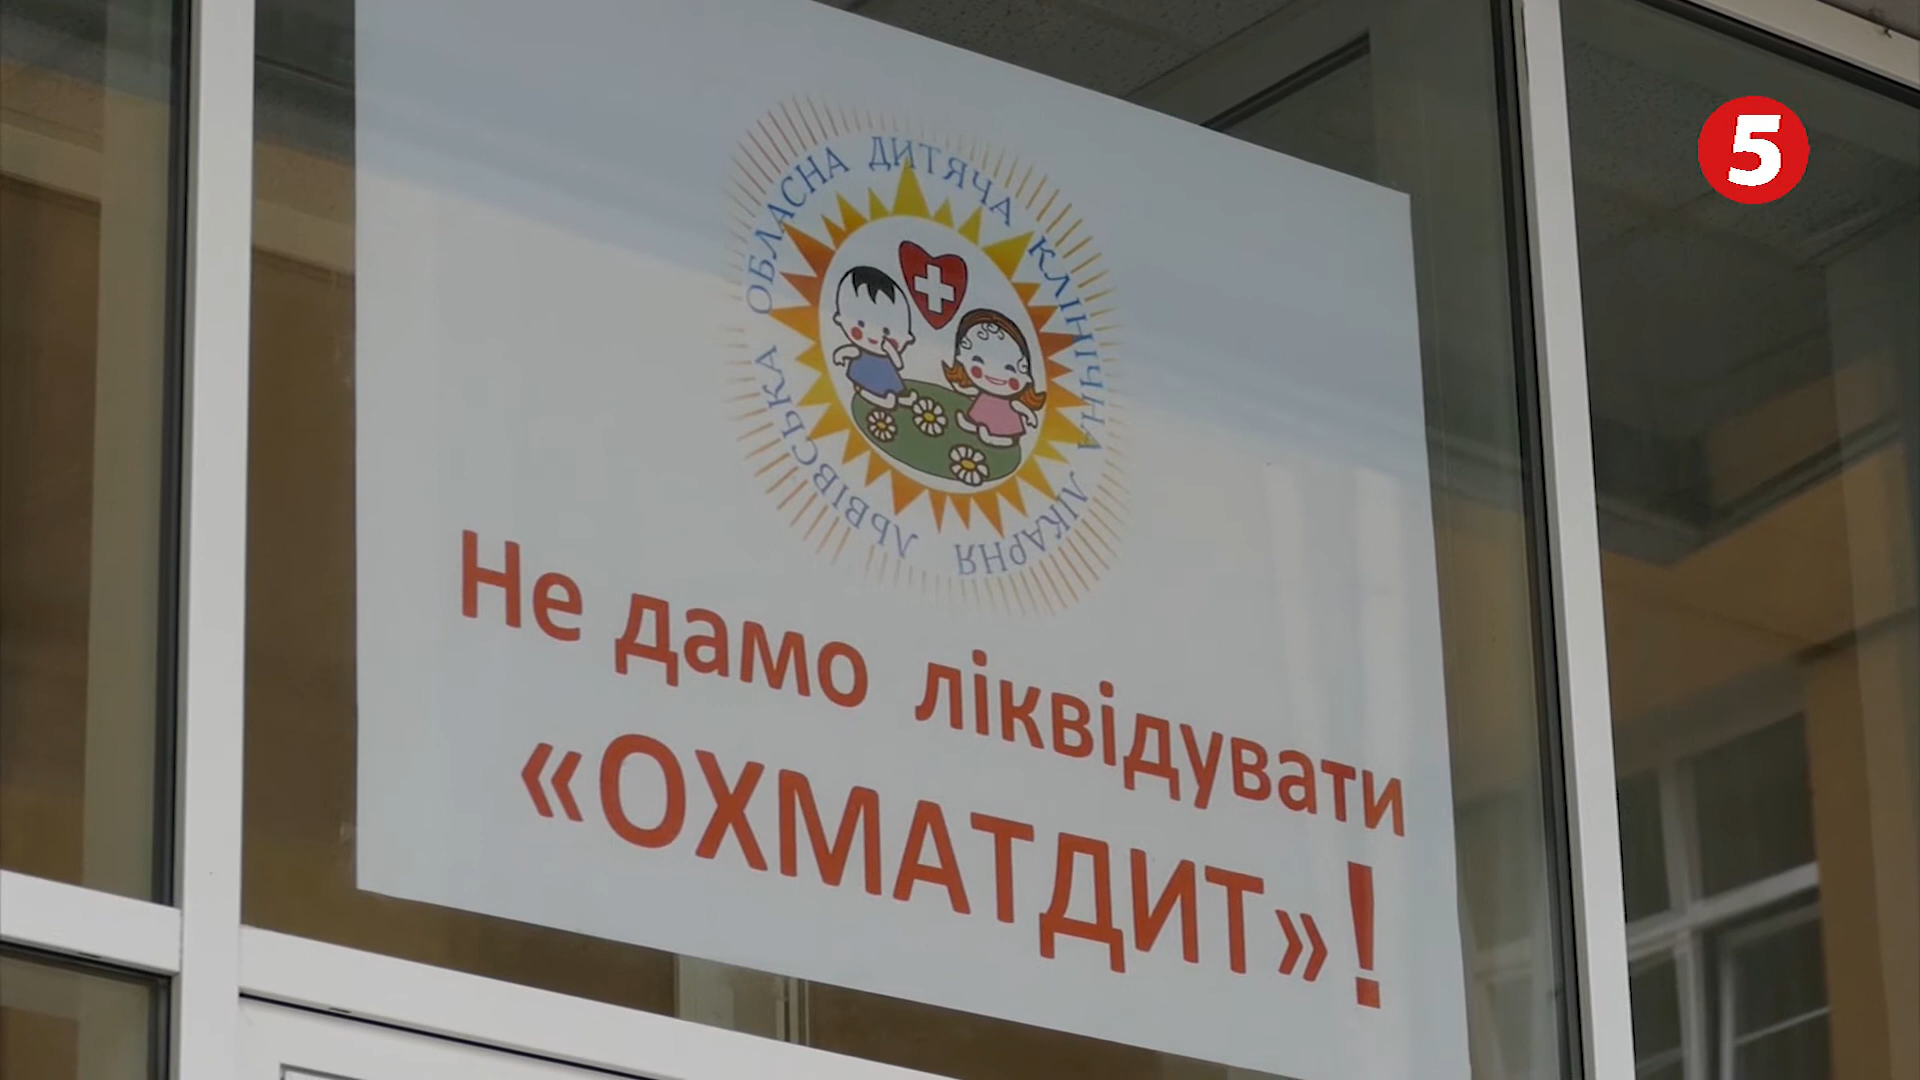 5
ЛЬВІВСЬКА ОБЛАСНА ДИТЯЧА КЛІНІЧНА ЛІКАРНЯ
Не дамо ліквідувати
«ОХМАТДИТ»!